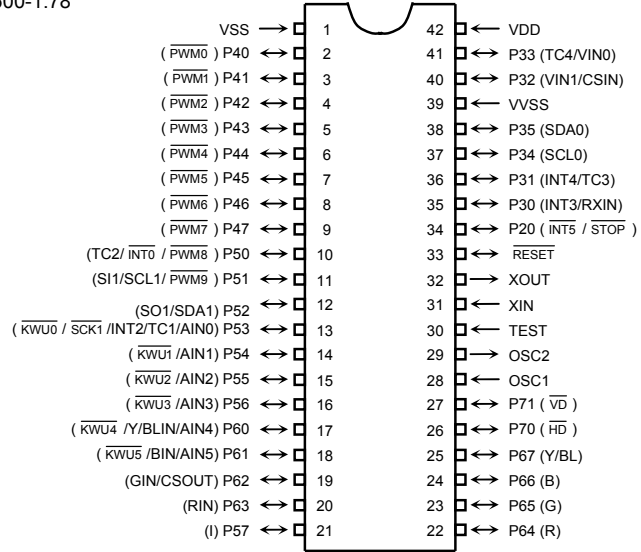 VSS 1 42 VDD
( PWM0 ) P40 2 41 P33 (TC4/VIN0)
( PWM1 ) P41 3 40 P32 (VIN1/CSIN)
( PWM2 ) P42 4 39 VVSS
( PWM3 ) P43 5 38 P35 (SDA0)
( PWM4 ) P44 6 37 P34 (SCL0)
( PWM5 ) P45 7 36 P31 (INT4/TC3)
( PWM6 ) P46 8 35 P30 (INT3/RXIN)
( PWM7 ) P47 9 34 P20 ( INT5 / STOP )
(TC2/ INT0 / PWM8 ) P50 10 33 RESET
(SI1/SCL1/ PWM9 ) P51 11 32 XOUT
(SO1/SDA1) P52 12 31 XIN
( KWU0 / SCK1 /INT2/TC1/AIN0) P53 13 30 TEST
( KWU1 /AIN1) P54 14 29 OSC2
( KWU2 /AIN2) P55 15 28 OSC1
( KWU3 /AIN3) P56 16 27 P71 ( VD )
( KWU4 /Y/BLIN/AIN4) P60 17 26 P70 ( HD )
( KWU5 /BIN/AIN5) P61 18 25 P67 (Y/BL)
(GIN/CSOUT) P62 19 24 P66 (B)
(RIN) P63 20 23 P65 (G)
(I) P57 21 22 P64 (R)